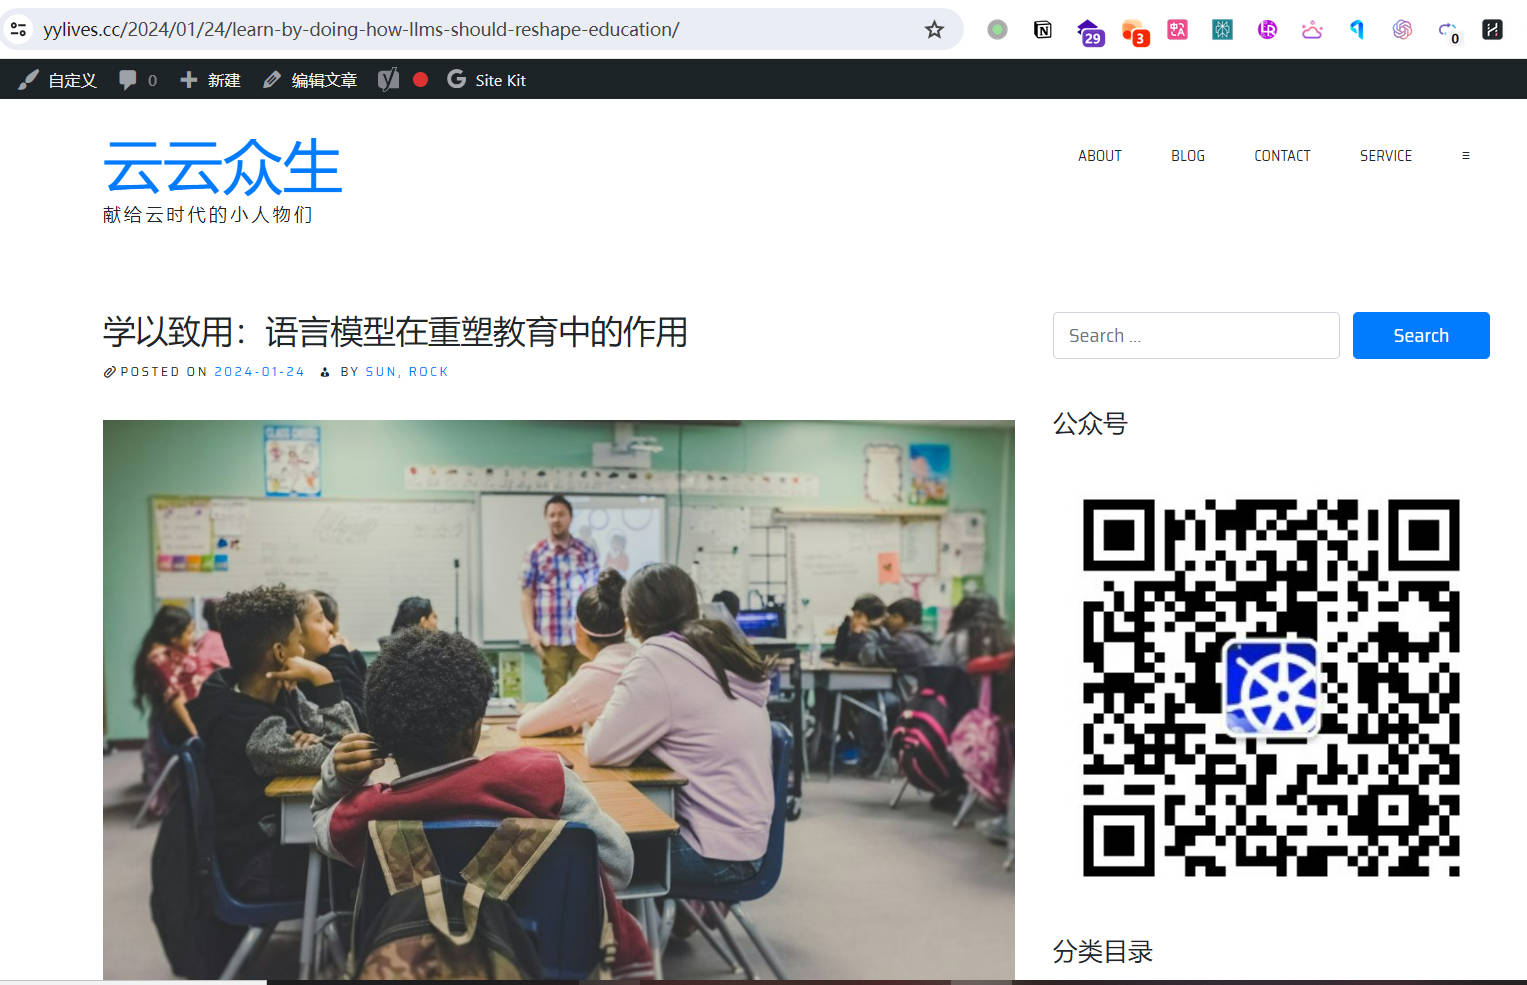 yylives.cc/2024/01/24/learn-by-doing-how-llms-should-reshape-education/
29
3
0
自定义
0
新建
编辑文章
Site Kit
云云众生
献给云时代的小人物们
ABOUT
BLOG
CONTACT
SERVICE
学以致用：语言模型在重塑教育中的作用
POSTED ON 2024-01-24 BY SUN, ROCK
Search ...
Search
公众号
分类目录